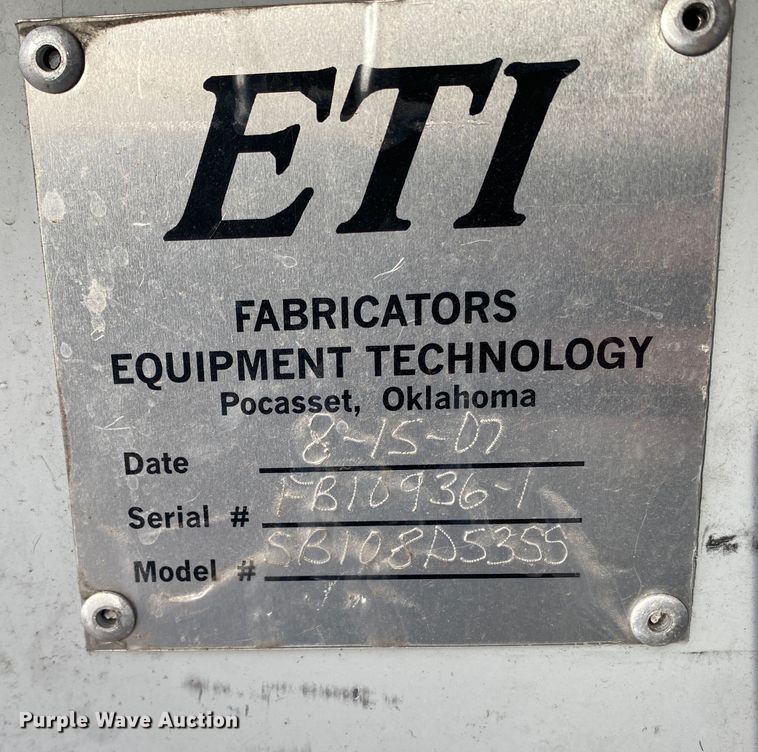 ETI
FABRICATORS
EQUIPMENT TECHNOLOGY
Pocasset, Oklahoma
Date 8-15-07
Serial # FB10936-1
Model # SB108D53SS
Purple Wave Auction